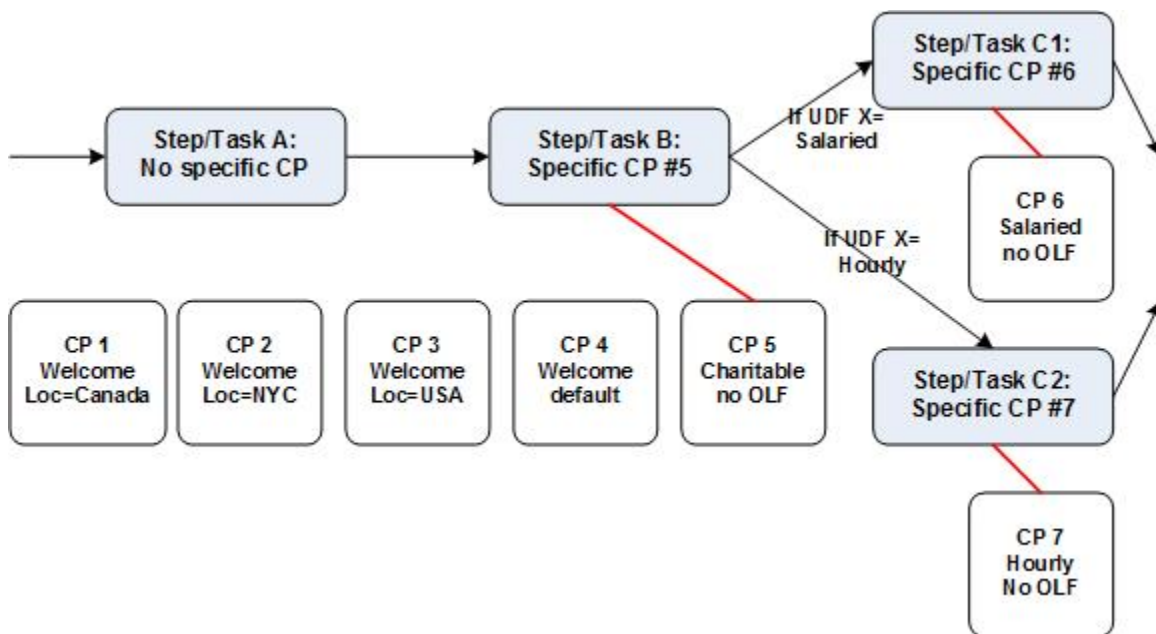 Step/Task A:
No specific CP
Step/Task B:
Specific CP #5
If UDF X=
Salaried
Step/Task C1:
Specific CP #6
CP 6
Salaried
no OLF
If UDF X=
Hourly
Step/Task C2:
Specific CP #7
CP 7
Hourly
No OLF
CP 1
Welcome
Loc=Canada
CP 2
Welcome
Loc=NYC
CP 3
Welcome
Loc=USA
CP 4
Welcome
default
CP 5
Charitable
no OLF